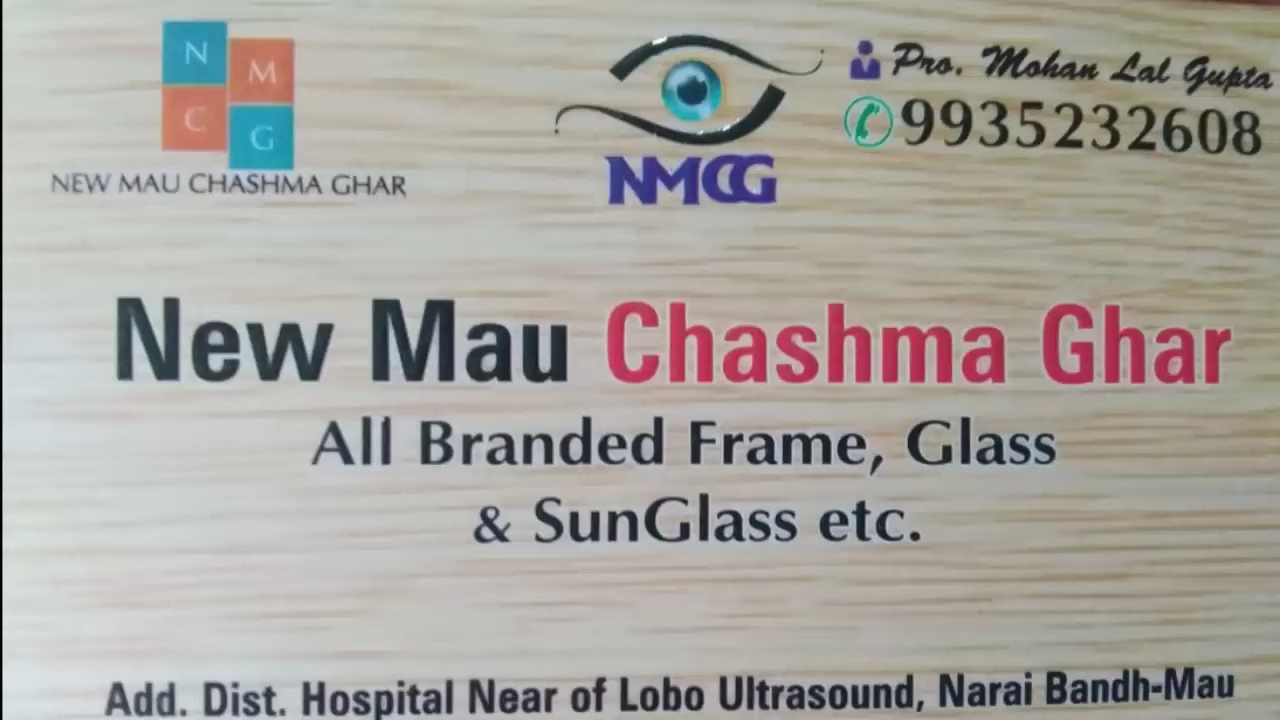 N M
C G
NEW MAU CHASHMA GHAR
NMCG
Pro. Mohan Lal Gupta
9935232608
New Mau Chashma Ghar
All Branded Frame, Glass
& SunGlass etc.
Add. Dist. Hospital Near of Lobo Ultrasound, Narai Bandh-Mau